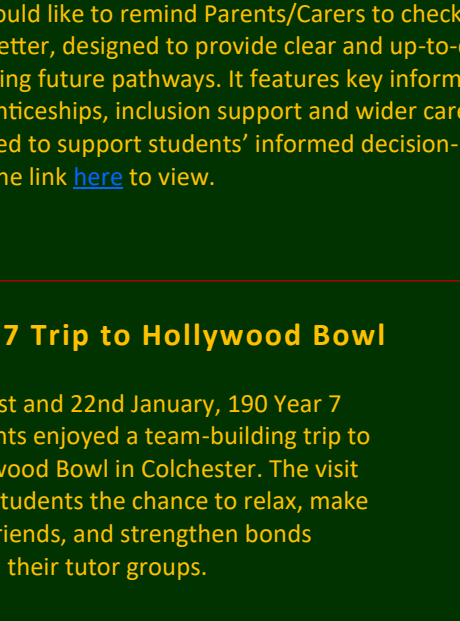 ould like to remind Parents/Carers to check
etter, designed to provide clear and up-to-
ing future pathways. It features key inform
nticeships, inclusion support and wider care
ed to support students' informed decision-
he link here to view.
7 Trip to Hollywood Bowl
st and 22nd January, 190 Year 7
nts enjoyed a team-building trip to
wood Bowl in Colchester. The visit
students the chance to relax, make
riends, and strengthen bonds
their tutor groups.